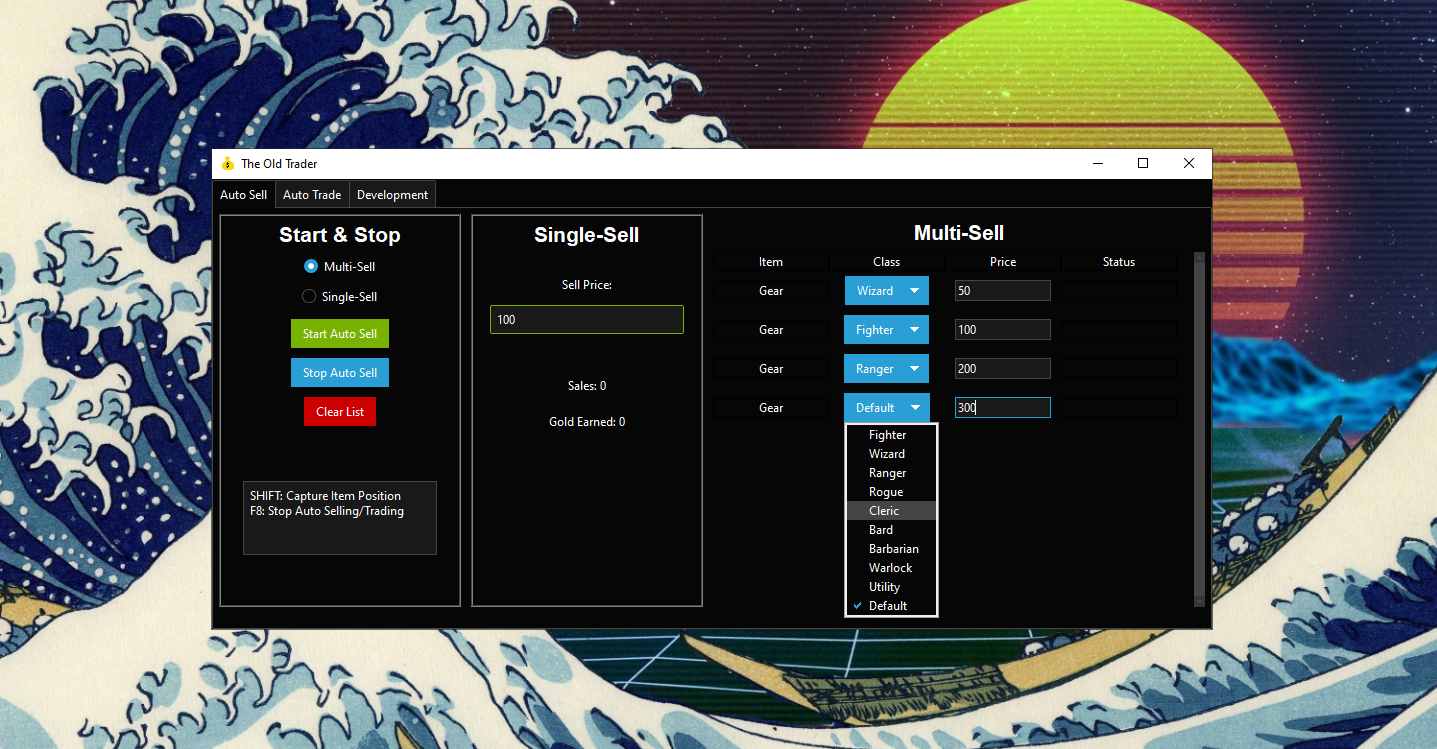 The Old Trader
Auto Sell
Auto Trade
Development
Start & Stop
Multi-Sell
Single-Sell
Start Auto Sell
Stop Auto Sell
Clear List
SHIFT: Capture Item Position
F8: Stop Auto Selling/Trading
Single-Sell
Sell Price:
100
Sales: 0
Gold Earned: 0
Multi-Sell
Item Class Price Status
Gear Wizard 50
Gear Fighter 100
Gear Ranger 200
Gear Default 300
Fighter
Wizard
Ranger
Rogue
Cleric
Bard
Barbarian
Warlock
Utility
Default